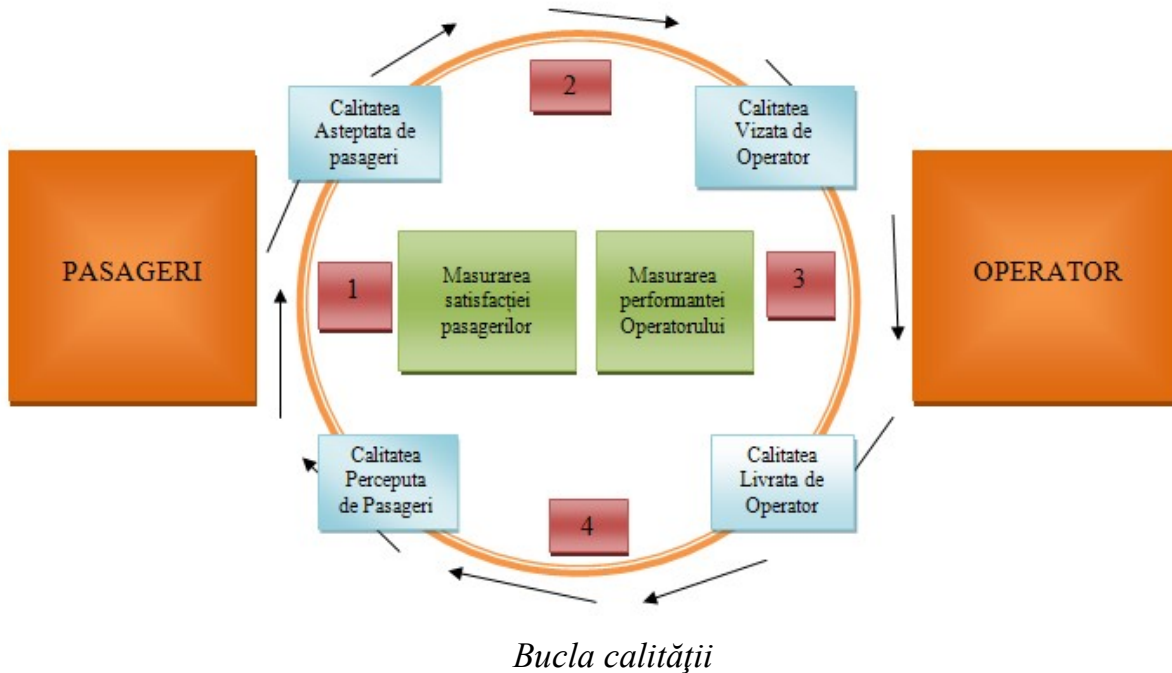 2
Calitatea
Asteptata de
pasageri
Calitatea
Vizata de
Operator
PASAGERI
1
Masurarea
satisfacției
pasagerilor
Masurarea
performantei
Operatorului
3
OPERATOR
Calitatea
Perceputa
de Pasageri
4
Calitatea
Livrata de
Operator
Bucla calităţii